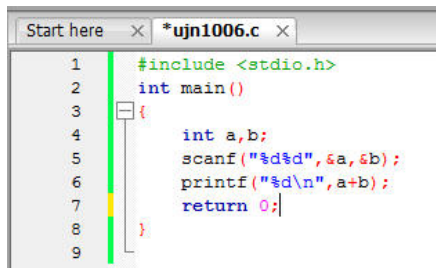 Start here × *ujn1006.c ×
1 #include <stdio.h>
2 int main()
3 {
4 int a,b;
5 scanf("%d%d",&a,&b);
6 printf("%d\n",a+b);
7 return 0;
8 }
9